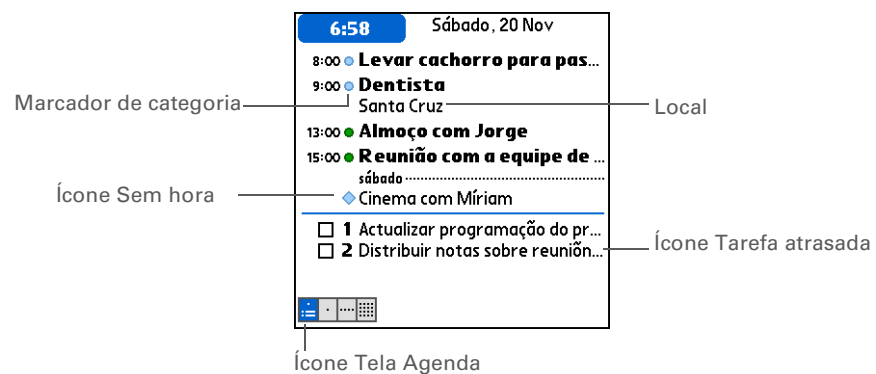 6:58 Sábado, 20 Nov
8:00 Levar cachorro para pas...
9:00 Dentista
Marcador de categoria
Santa Cruz
Local
13:00 Almoço com Jorge
15:00 Reunião com a equipe de ...
sábado
Ícone Sem hora
Cinema com Míriam
1 Actualizar programação do pr...
2 Distribuir notas sobre reuniõn...
Ícone Tarefa atrasada
Ícone Tela Agenda